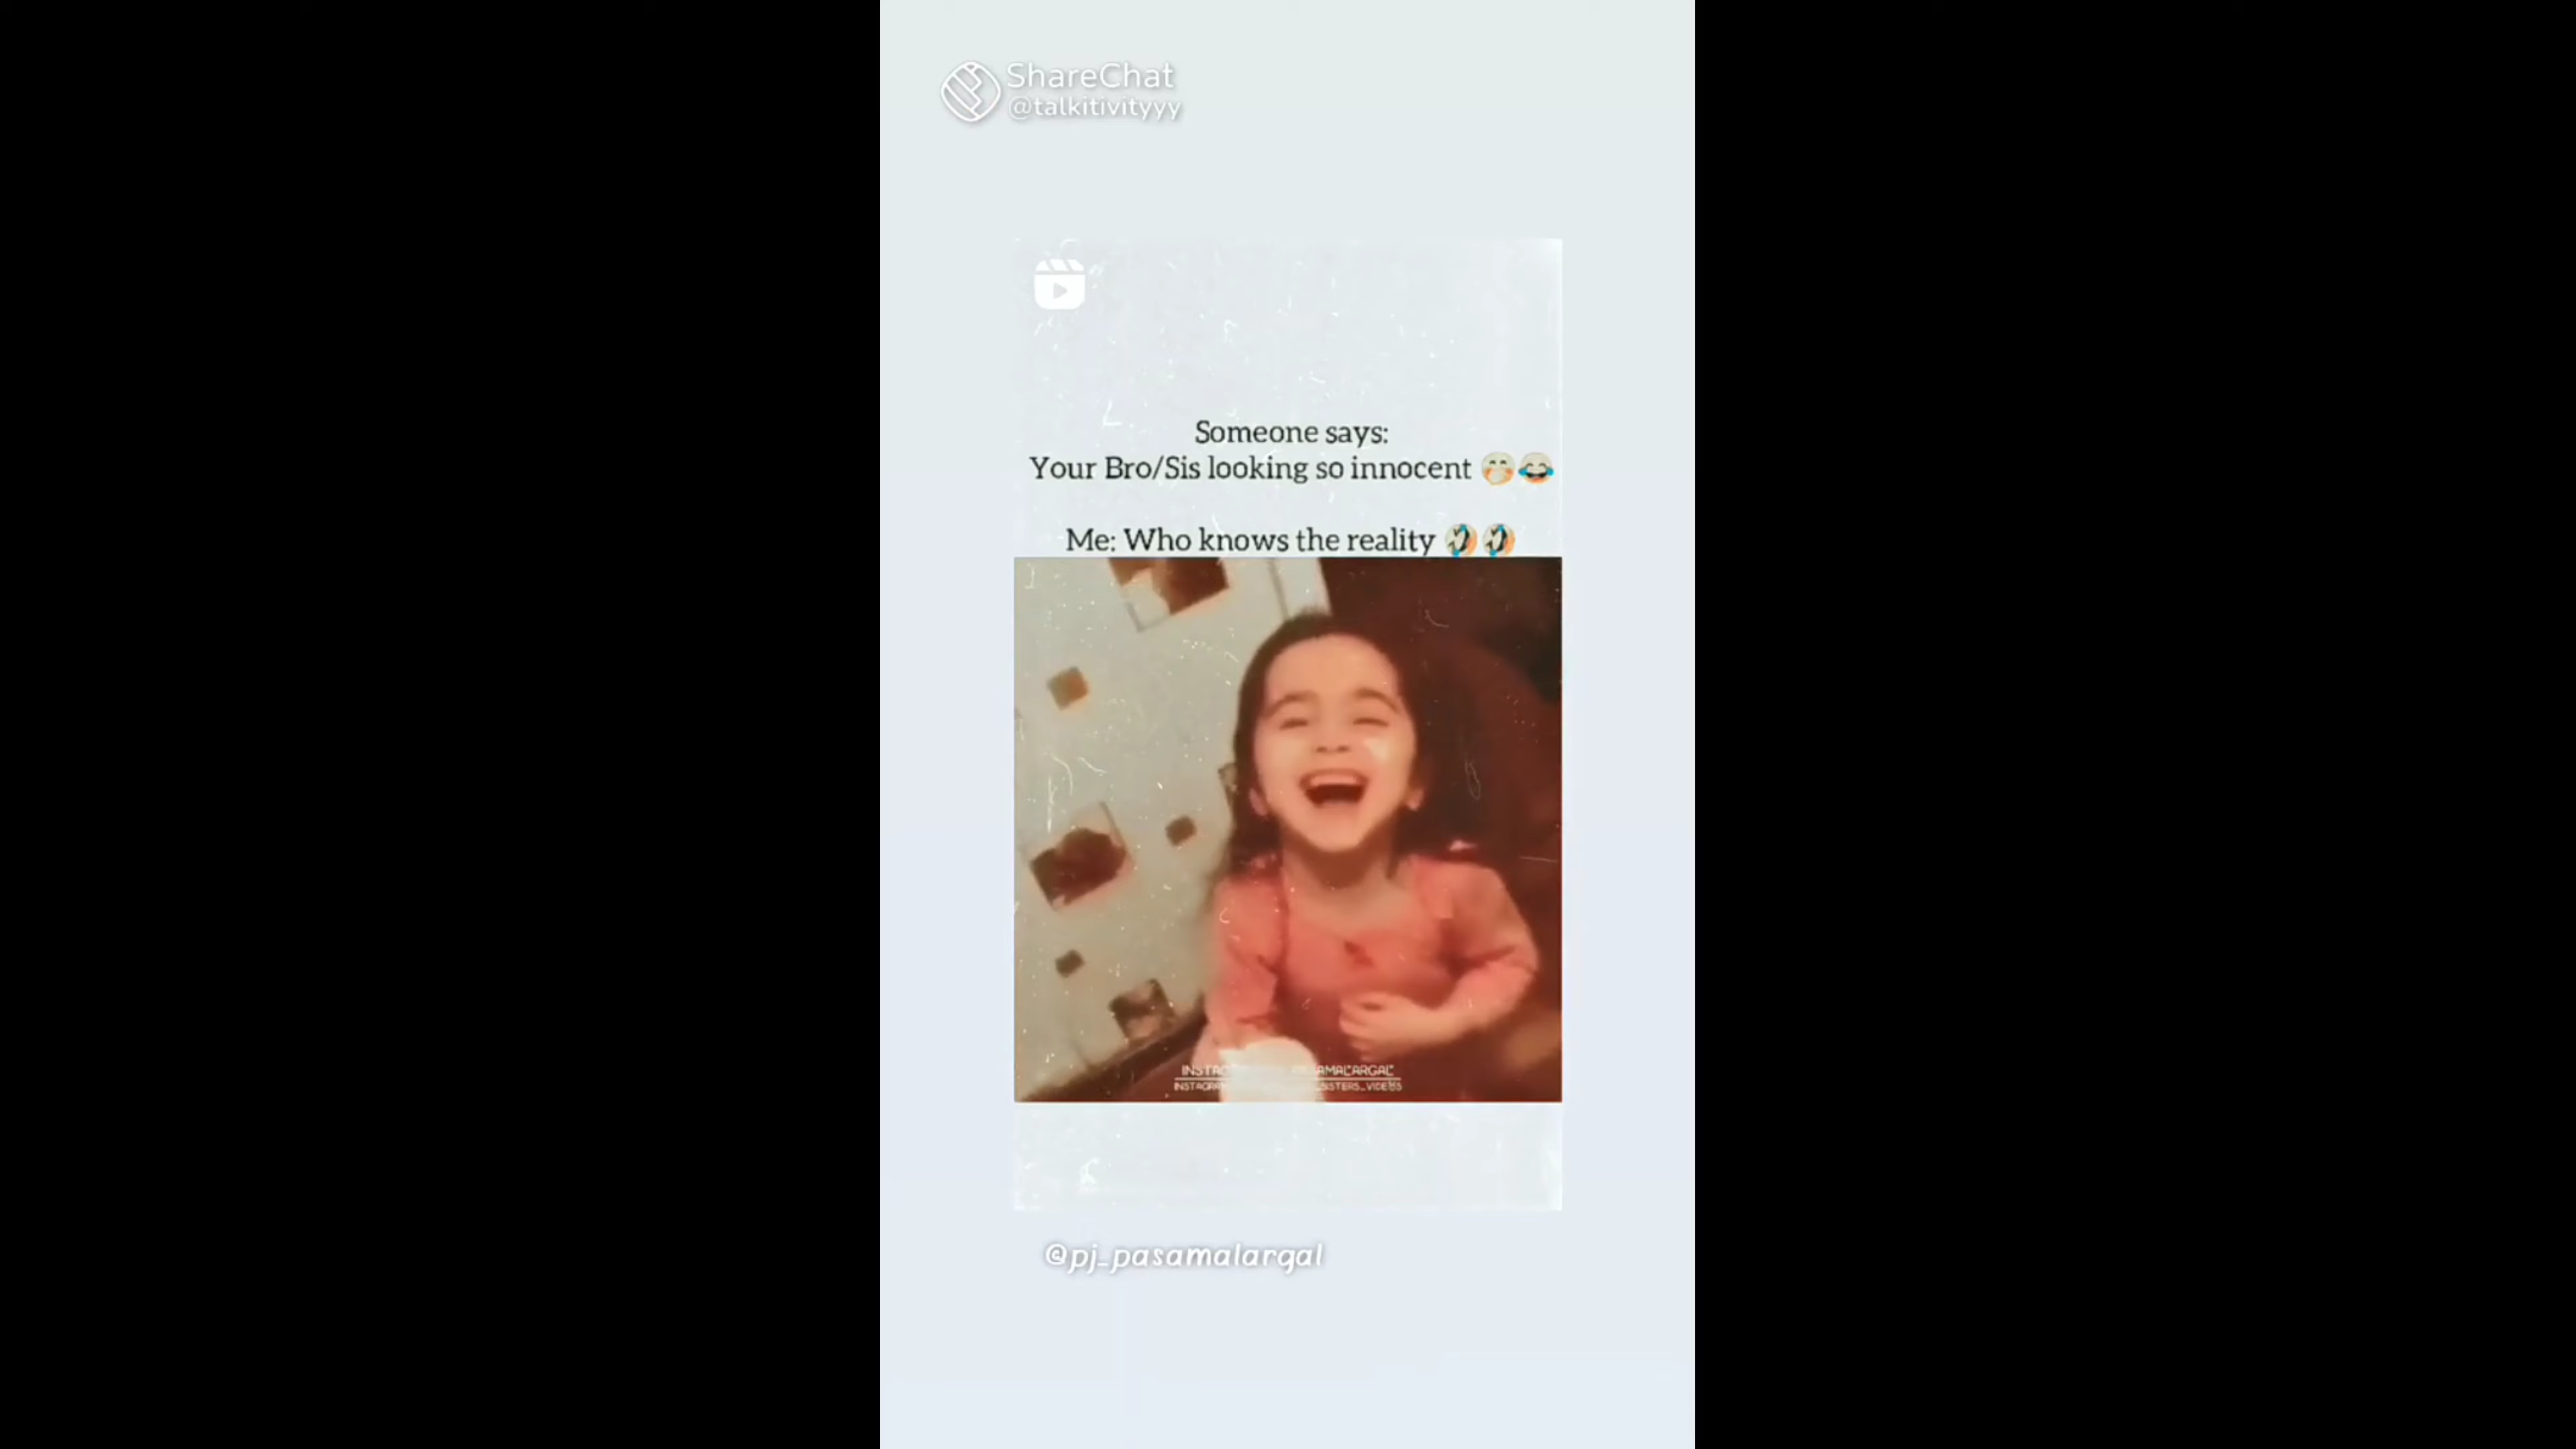 ShareChat
@talkitivityyy
Someone says:
Your Bro/Sis looking so innocent 🤭😂
Me: Who knows the reality 🤣🤣
@pj_pasamalargal